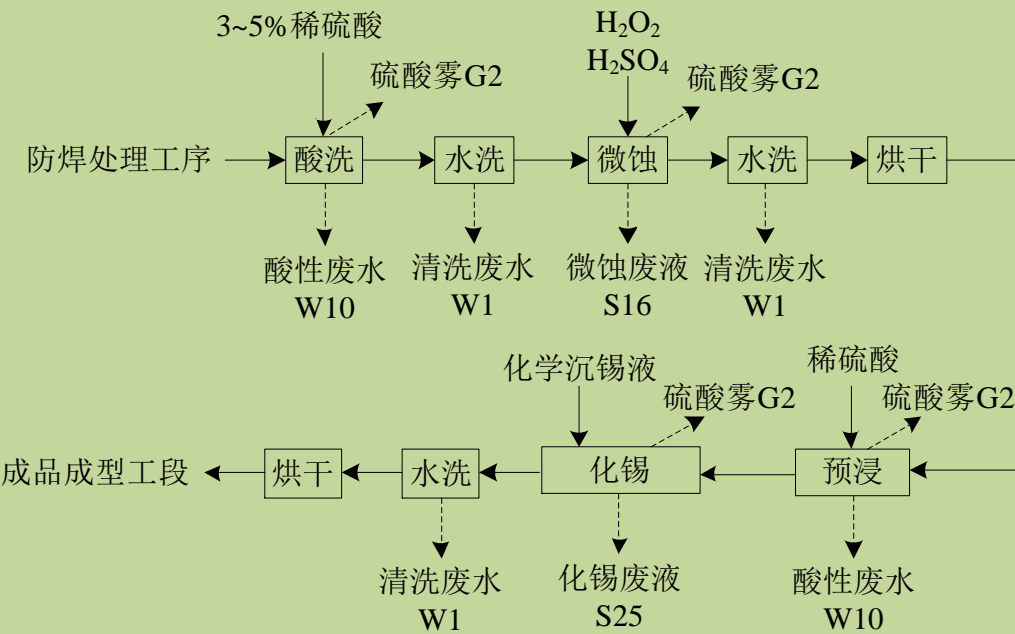 3~5%稀硫酸
硫酸雾G2
H₂O₂
H₂SO₄
硫酸雾G2
防焊处理工序
酸洗
水洗
微蚀
水洗
烘干
酸性废水
W10
清洗废水
W1
微蚀废液
S16
清洗废水
W1
化学沉锡液
硫酸雾G2
稀硫酸
硫酸雾G2
成品成型工段
烘干
水洗
化锡
预浸
清洗废水
W1
化锡废液
S25
酸性废水
W10